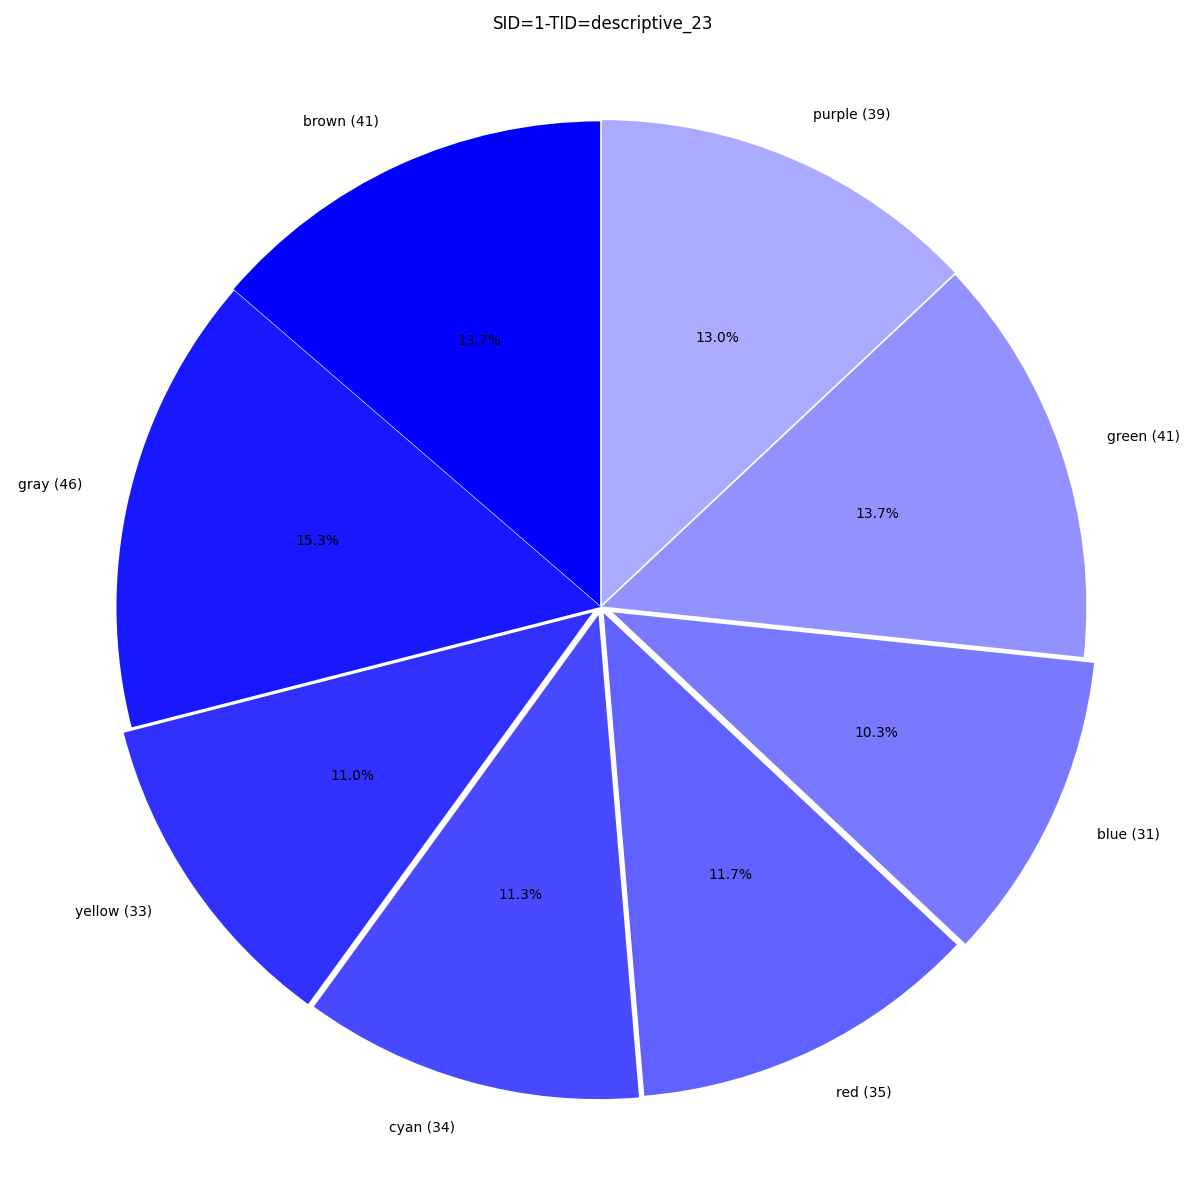 SID=1-TID=descriptive_23
purple (39)
brown (41)
13.0%
13.7%
green (41)
gray (46)
13.7%
15.3%
10.3%
11.0%
blue (31)
11.7%
11.3%
yellow (33)
red (35)
cyan (34)